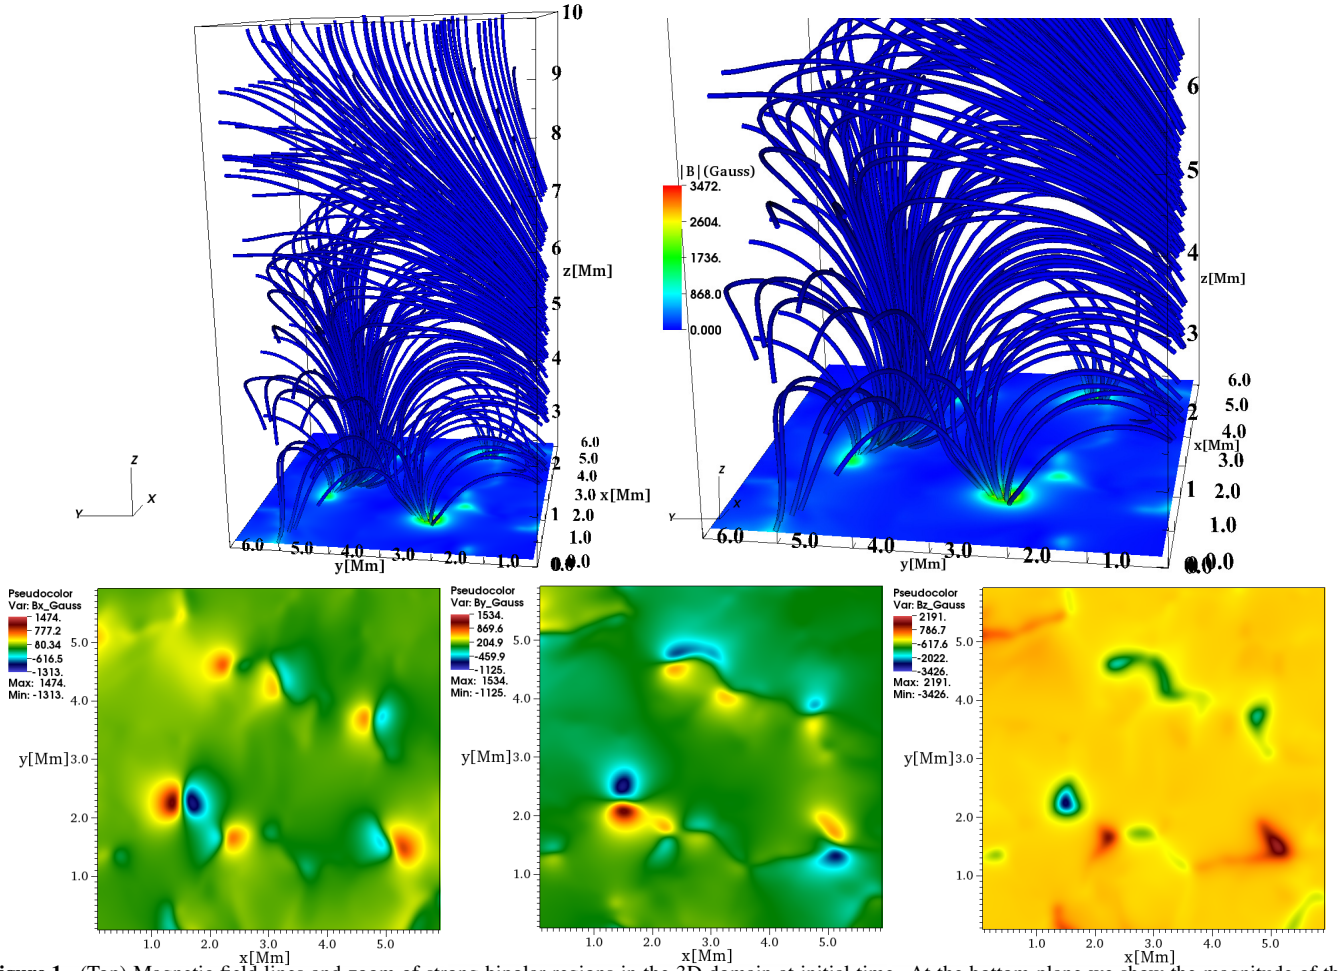 10
9
8
7
6
5
4
3
2
1
z[Mm]
6.0
5.0
4.0
3.0 x[Mm]
2.0
1.0
0.0
6.0 5.0 4.0 3.0 2.0 1.0
y[Mm]
Z
X
Y
|B|(Gauss)
3472.
2604.
1736.
868.0
0.000
6
5
4
z[Mm]
3
2
1
6.0
5.0
4.0
x[Mm]
3.0
2.0
1.0
0.0
6.0 5.0 4.0 3.0 2.0 1.0
y[Mm]
Z
X
Y
Pseudocolor
Var: Bx_Gauss
1474.
777.2
80.34
-616.5
-1313.
Max: 1474.
Min: -1313.
5.0
4.0
y[Mm]3.0
2.0
1.0
1.0 2.0 3.0 4.0 5.0
x[Mm]
Pseudocolor
Var: By_Gauss
1534.
869.6
204.9
-459.9
-1125.
Max: 1534.
Min: -1125.
5.0
4.0
y[Mm]3.0
2.0
1.0
1.0 2.0 3.0 4.0 5.0
x[Mm]
Pseudocolor
Var: Bz_Gauss
2191.
786.7
-617.6
-2022.
-3426.
Max: 2191.
Min: -3426.
5.0
4.0
y[Mm]3.0
2.0
1.0
1.0 2.0 3.0 4.0 5.0
x[Mm]
Figure 1. (Top) Magnetic field lines and zoom of strong bipolar regions in the 3D domain at initial time. At the bottom plane we show the magnitude of the